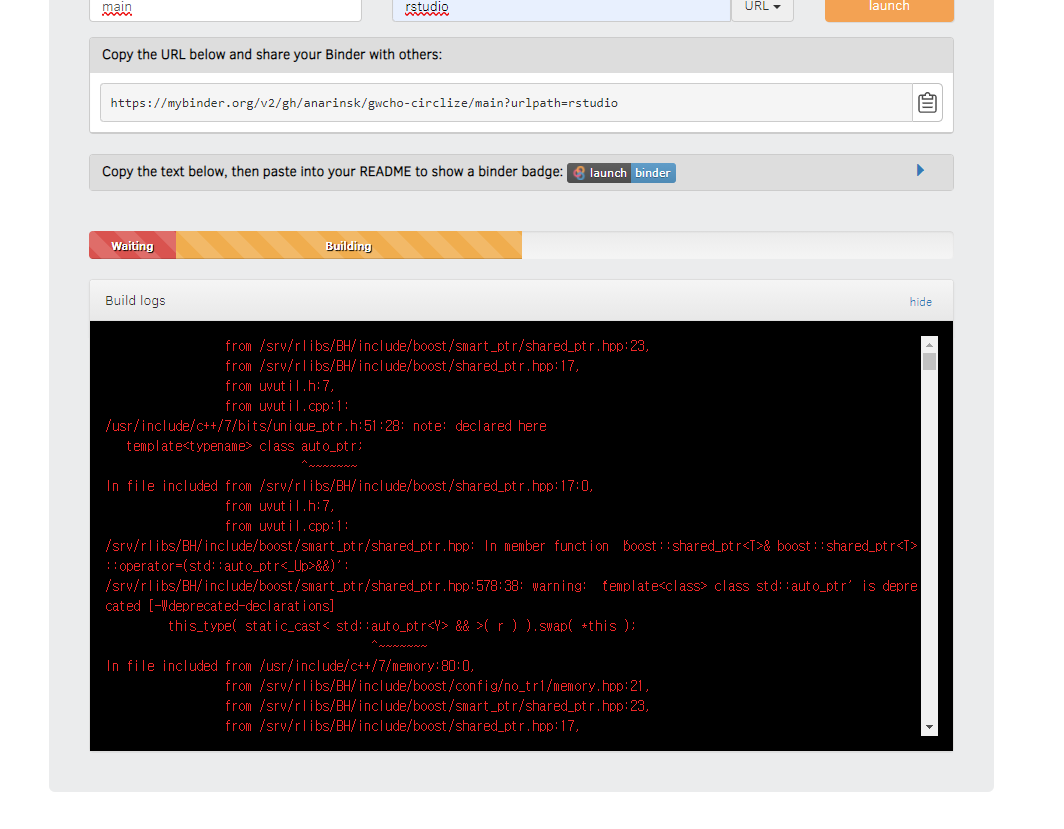 main
rstudio
URL
launch
Copy the URL below and share your Binder with others:
https://mybinder.org/v2/gh/anarinsk/gwcho-circlize/main?urlpath=rstudio
Copy the text below, then paste into your README to show a binder badge: launch binder
Waiting
Building
Build logs
hide
from /srv/rlibs/BH/include/boost/smart_ptr/shared_ptr.hpp:23,
from /srv/rlibs/BH/include/boost/shared_ptr.hpp:17,
from uvutil.h:7,
from uvutil.cpp:1:
/usr/include/c++/7/bits/unique_ptr.h:51:28: note: declared here
template<typename> class auto_ptr;
^~~~~~~~
In file included from /srv/rlibs/BH/include/boost/shared_ptr.hpp:17:0,
from uvutil.h:7,
from uvutil.cpp:1:
/srv/rlibs/BH/include/boost/smart_ptr/shared_ptr.hpp: In member function ‘boost::shared_ptr<T>& boost::shared_ptr<T>
::operator=(std::auto_ptr<_Up>&&)’:
/srv/rlibs/BH/include/boost/smart_ptr/shared_ptr.hpp:578:38: warning: ‘template<class> class std::auto_ptr’ is depre
cated [-Wdeprecated-declarations]
this_type( static_cast< std::auto_ptr<Y> && >( r ) ).swap( *this );
^~~~~~~~
In file included from /usr/include/c++/7/memory:80:0,
from /srv/rlibs/BH/include/boost/config/no_tr1/memory.hpp:21,
from /srv/rlibs/BH/include/boost/smart_ptr/shared_ptr.hpp:23,
from /srv/rlibs/BH/include/boost/shared_ptr.hpp:17,